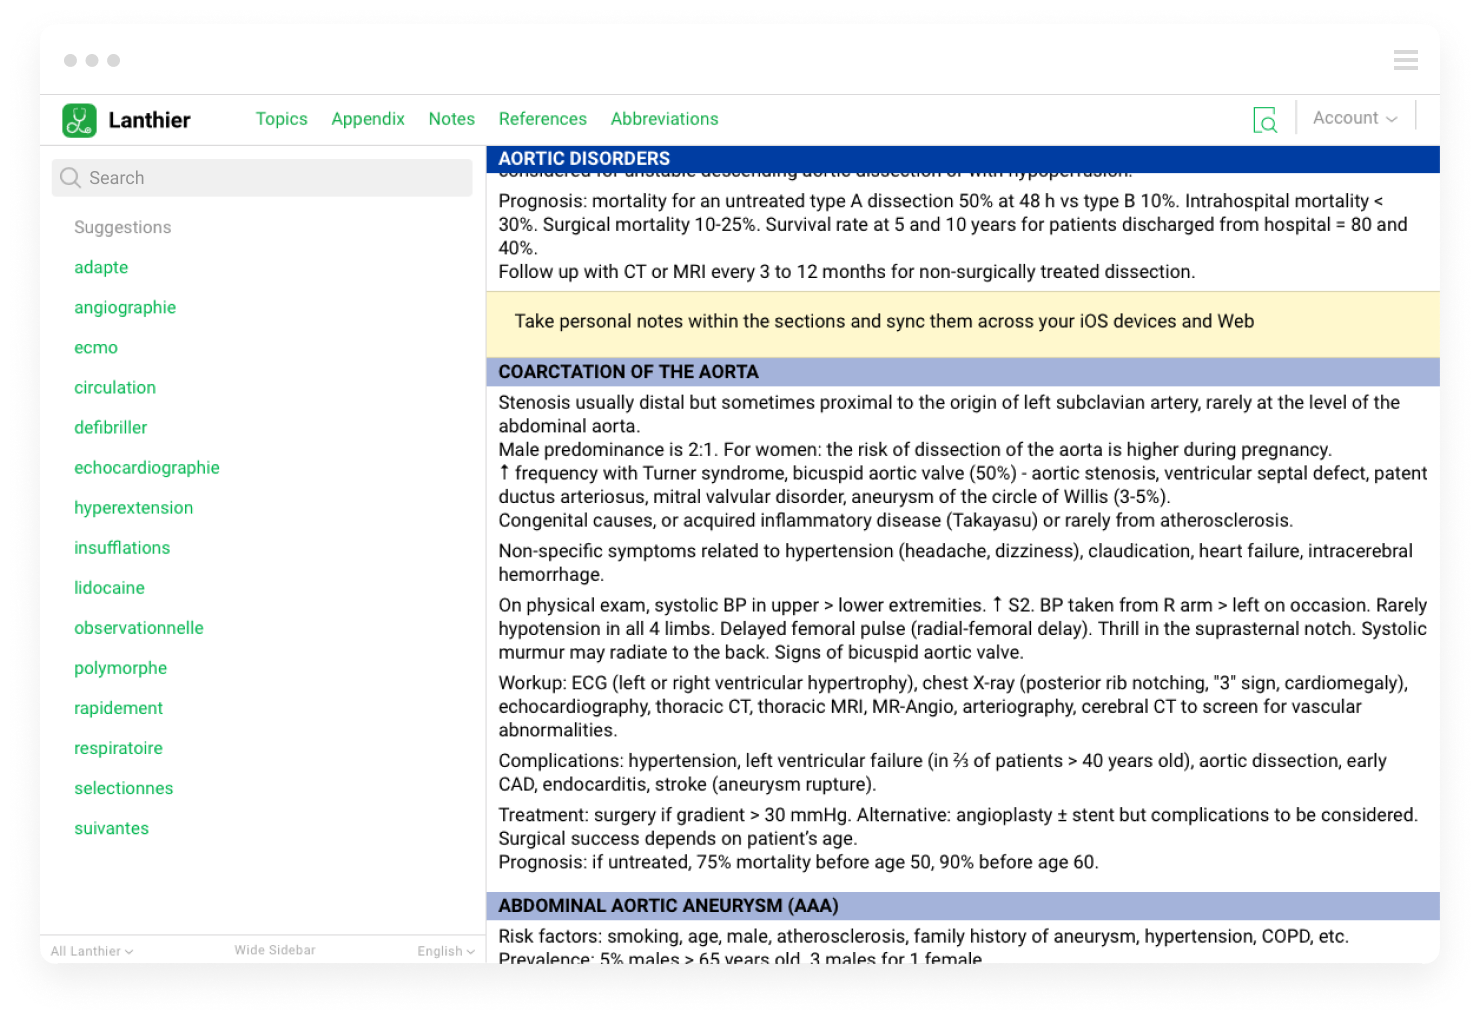 Lanthier
Topics
Appendix
Notes
References
Abbreviations
Account
Search
Suggestions
adapte
angiographie
ecmo
circulation
defibriller
echocardiographie
hyperextension
insufflations
lidocaine
observationnelle
polymorphe
rapidement
respiratoire
selectionnes
suivantes
All Lanthier
Wide Sidebar
English
AORTIC DISORDERS
considered for unstable descending aortic dissection or with hypoperfusion.
Prognosis: mortality for an untreated type A dissection 50% at 48 h vs type B 10%. Intrahospital mortality <
30%. Surgical mortality 10-25%. Survival rate at 5 and 10 years for patients discharged from hospital = 80 and
40%.
Follow up with CT or MRI every 3 to 12 months for non-surgically treated dissection.
Take personal notes within the sections and sync them across your iOS devices and Web
COARCTATION OF THE AORTA
Stenosis usually distal but sometimes proximal to the origin of left subclavian artery, rarely at the level of the
abdominal aorta.
Male predominance is 2:1. For women: the risk of dissection of the aorta is higher during pregnancy.
↑ frequency with Turner syndrome, bicuspid aortic valve (50%) - aortic stenosis, ventricular septal defect, patent
ductus arteriosus, mitral valvular disorder, aneurysm of the circle of Willis (3-5%).
Congenital causes, or acquired inflammatory disease (Takayasu) or rarely from atherosclerosis.
Non-specific symptoms related to hypertension (headache, dizziness), claudication, heart failure, intracerebral
hemorrhage.
On physical exam, systolic BP in upper > lower extremities. ↑ S2. BP taken from R arm > left on occasion. Rarely
hypotension in all 4 limbs. Delayed femoral pulse (radial-femoral delay). Thrill in the suprasternal notch. Systolic
murmur may radiate to the back. Signs of bicuspid aortic valve.
Workup: ECG (left or right ventricular hypertrophy), chest X-ray (posterior rib notching, "3" sign, cardiomegaly),
echocardiography, thoracic CT, thoracic MRI, MR-Angio, arteriography, cerebral CT to screen for vascular
abnormalities.
Complications: hypertension, left ventricular failure (in ⅔ of patients > 40 years old), aortic dissection, early
CAD, endocarditis, stroke (aneurysm rupture).
Treatment: surgery if gradient > 30 mmHg. Alternative: angioplasty ± stent but complications to be considered.
Surgical success depends on patient’s age.
Prognosis: if untreated, 75% mortality before age 50, 90% before age 60.
ABDOMINAL AORTIC ANEURYSM (AAA)
Risk factors: smoking, age, male, atherosclerosis, family history of aneurysm, hypertension, COPD, etc.
Prevalence: 5% males > 65 years old, 3 males for 1 female